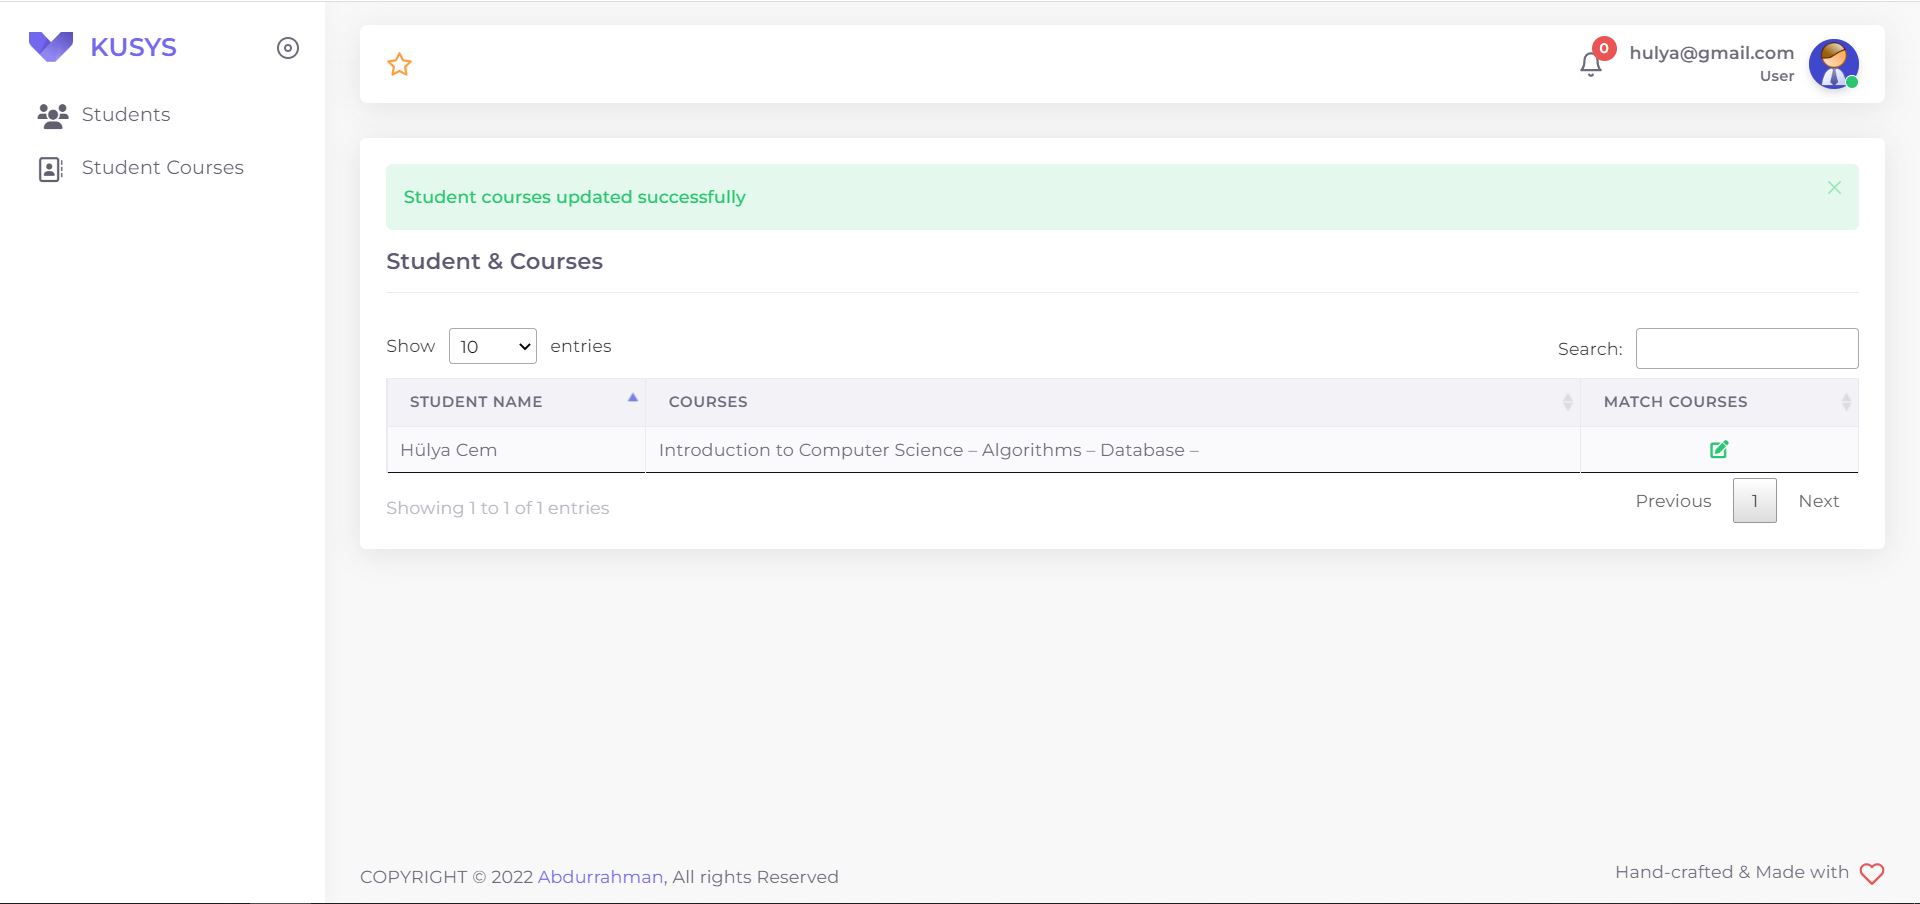 KUSYS
Students
Student Courses
0
hulya@gmail.com
User
Student courses updated successfully
Student & Courses
Show 10 entries
Search:
STUDENT NAME COURSES MATCH COURSES
Hülya Cem Introduction to Computer Science – Algorithms – Database –
Showing 1 to 1 of 1 entries
Previous 1 Next
COPYRIGHT © 2022 Abdurrahman, All rights Reserved
Hand-crafted & Made with